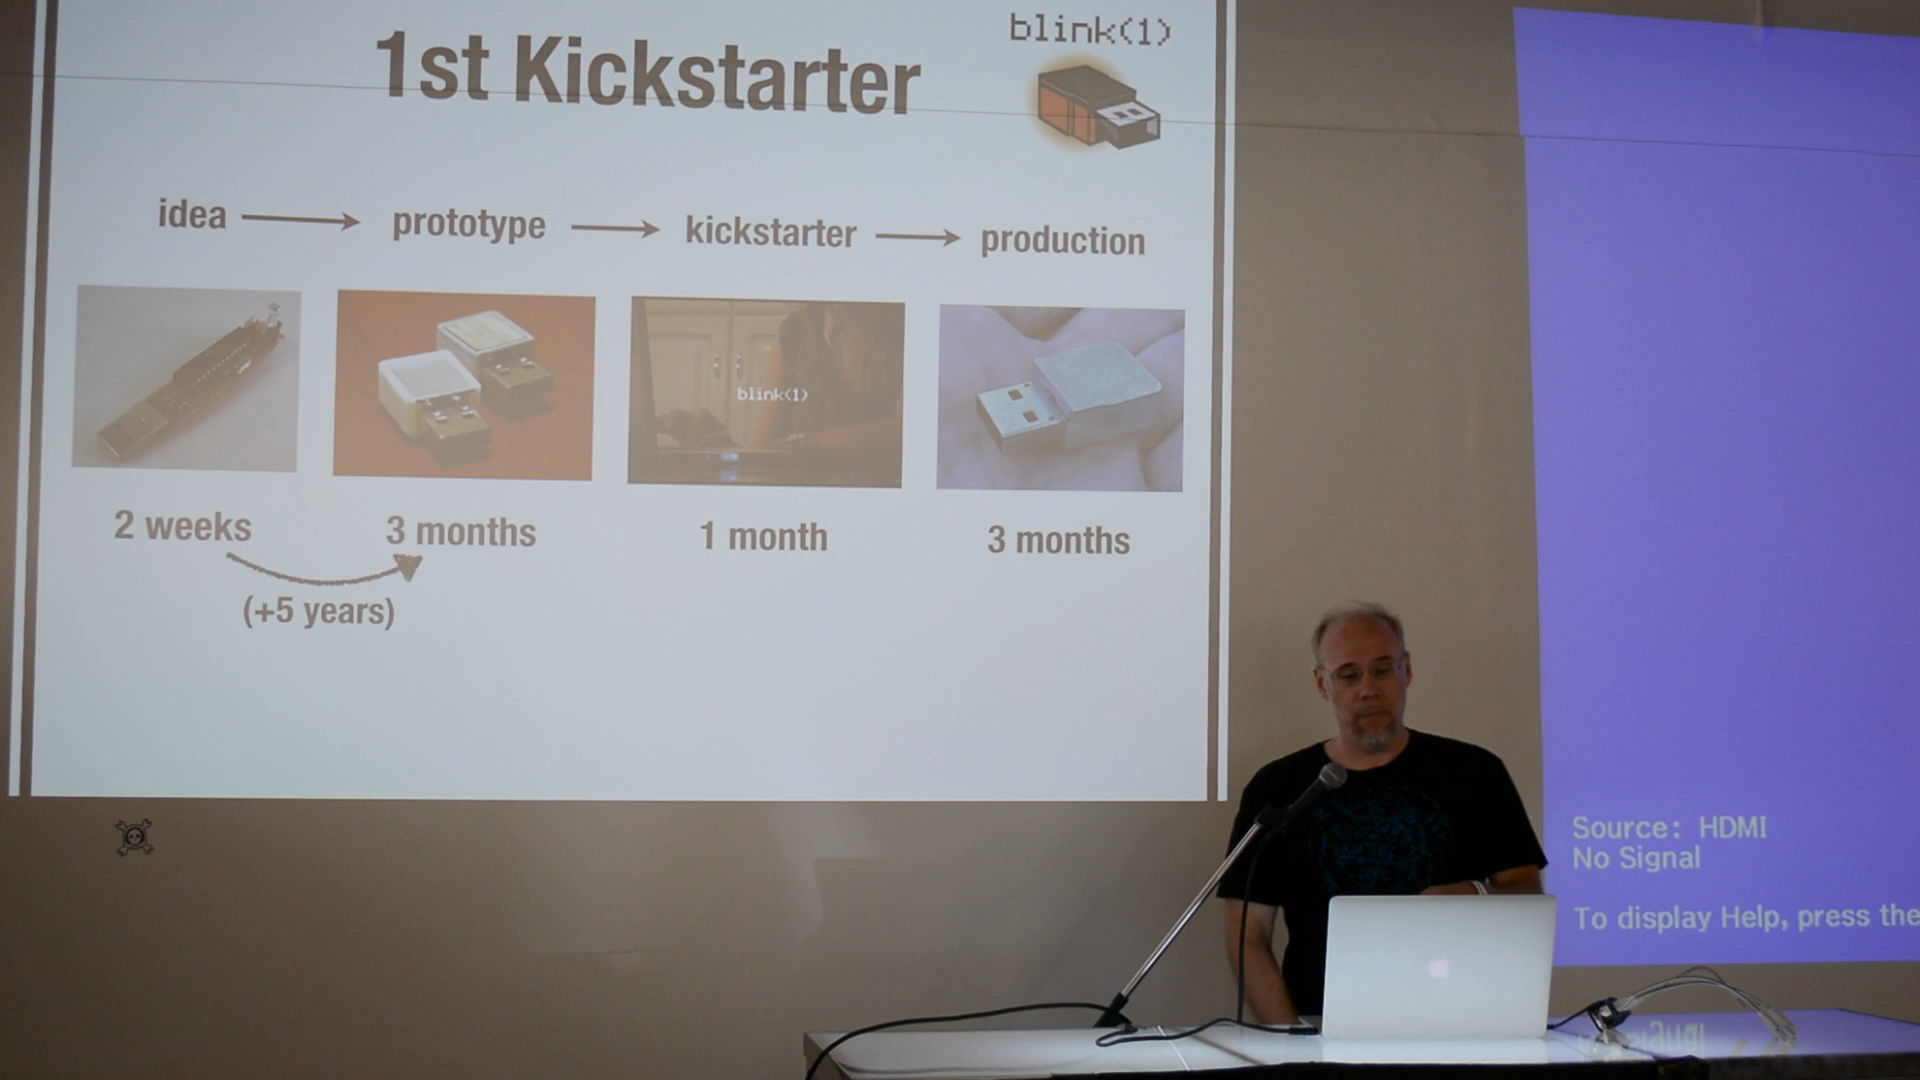 1st Kickstarter
blink(1)
idea prototype kickstarter production
blink(1)
2 weeks 3 months 1 month 3 months
(+5 years)
Source: HDMI
No Signal
To display Help, press the